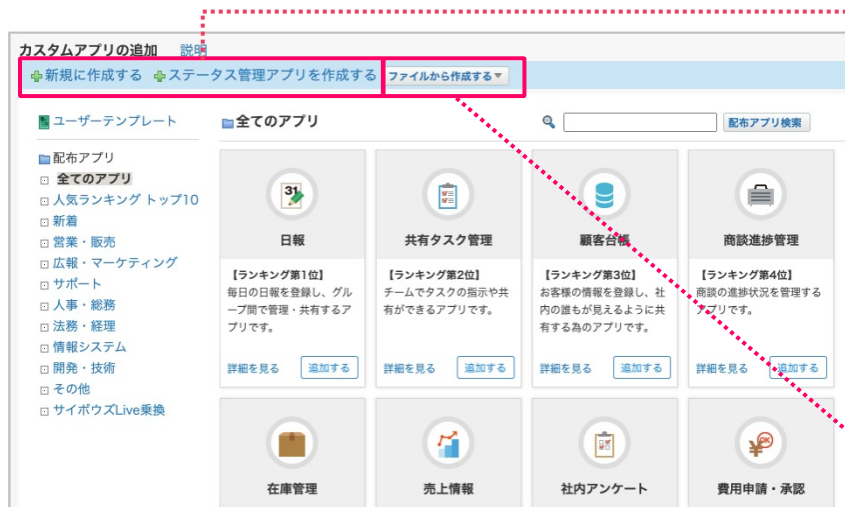 カスタムアプリの追加 説明
新規に作成する ステータス管理アプリを作成する ファイルから作成する▼
ユーザーテンプレート
配布アプリ
全てのアプリ
人気ランキング トップ10
新着
営業・販売
広報・マーケティング
サポート
人事・総務
法務・経理
情報システム
開発・技術
その他
サイボウズLive乗換
全てのアプリ
配布アプリ検索
31
日報
【ランキング第1位】
毎日の日報を登録し、グル
ープ間で管理・共有するア
プリです。
詳細を見る 追加する
共有タスク管理
【ランキング第2位】
チームでタスクの指示や共
有ができるアプリです。
詳細を見る 追加する
顧客台帳
【ランキング第3位】
お客様の情報を登録し、社
内の誰もが見えるように共
有する為のアプリです。
詳細を見る 追加する
商談進捗管理
【ランキング第4位】
商談の進捗状況を管理する
アプリです。
詳細を見る 追加する
在庫管理
売上情報
社内アンケート
OK
¥
費用申請・承認